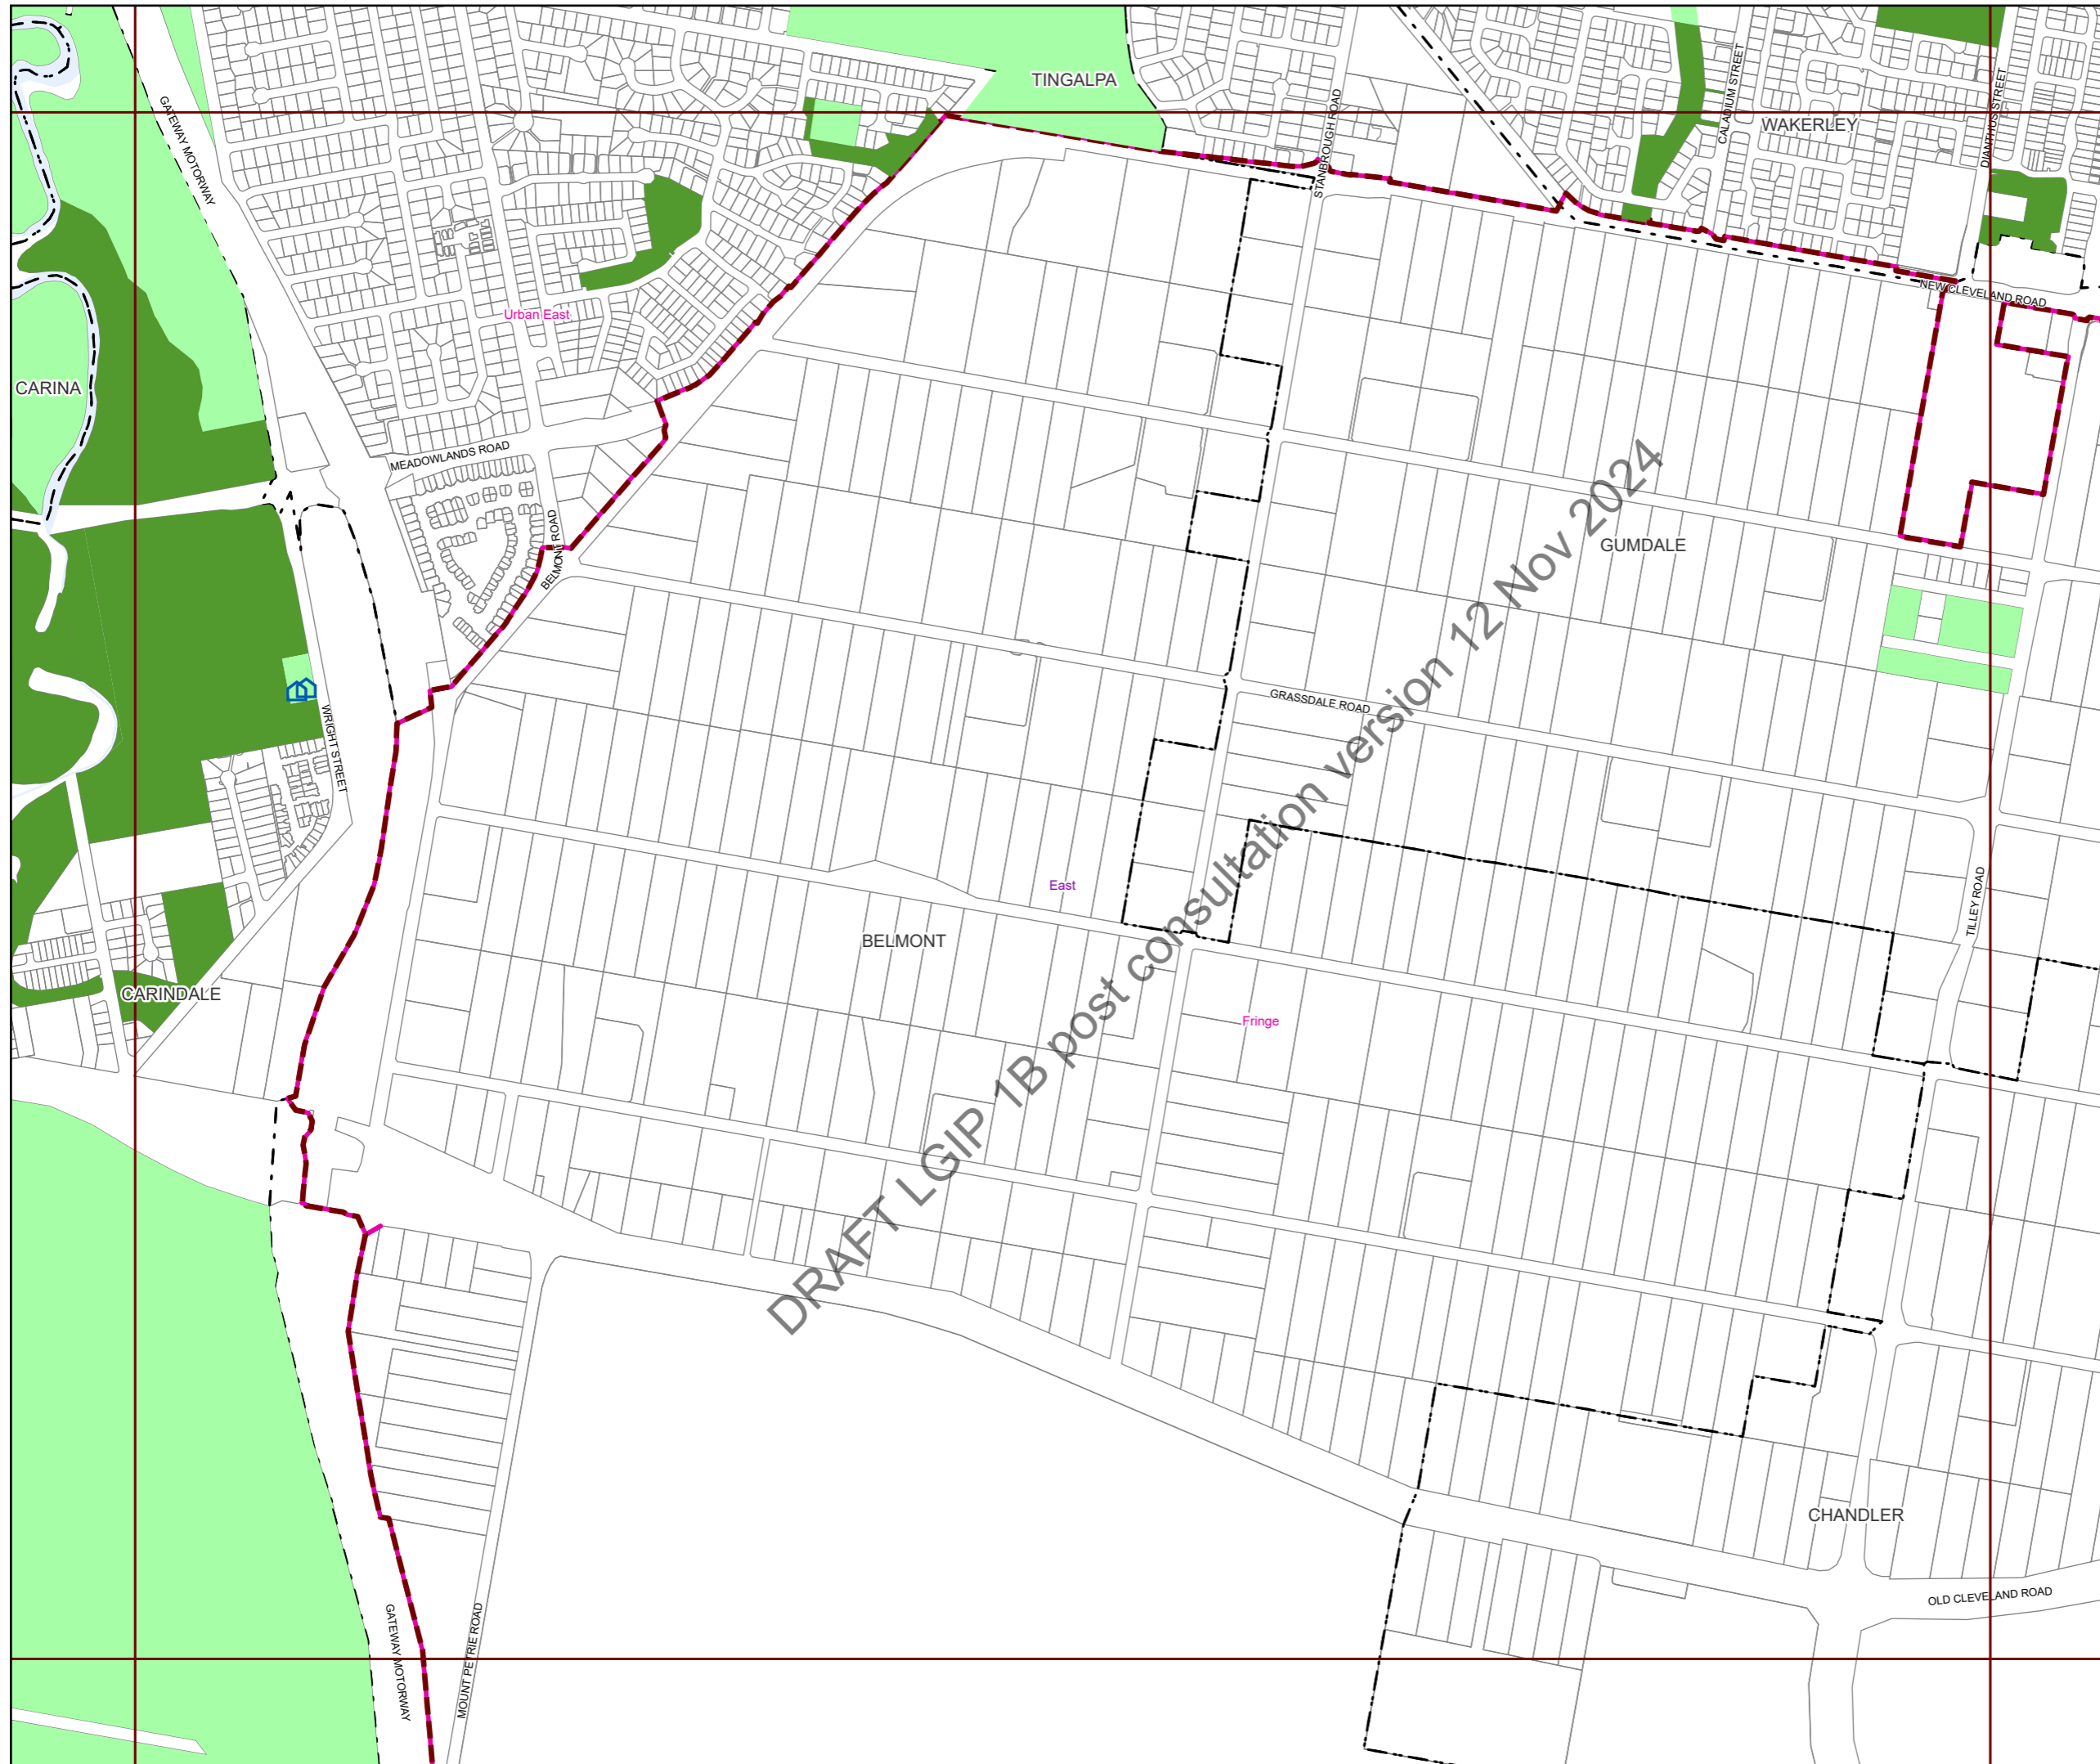 TINGALPA
CALADIUM STREET
DIANTHUS STREET
GATEWAY MOTORWAY
STANBROUGH ROAD
WAKERLEY
NEW CLEVELAND ROAD
Urban East
CARINA
MEADOWLANDS ROAD
BELMONT ROAD
GUMDALE
WRIGHT STREET
GRASSDALE ROAD
DRAFT LGIP 1B post consultation version 12 Nov 2024
East
TILLEY ROAD
BELMONT
CARINDALE
Fringe
CHANDLER
OLD CLEVELAND ROAD
GATEWAY MOTORWAY
MOUNT PETRIE ROAD